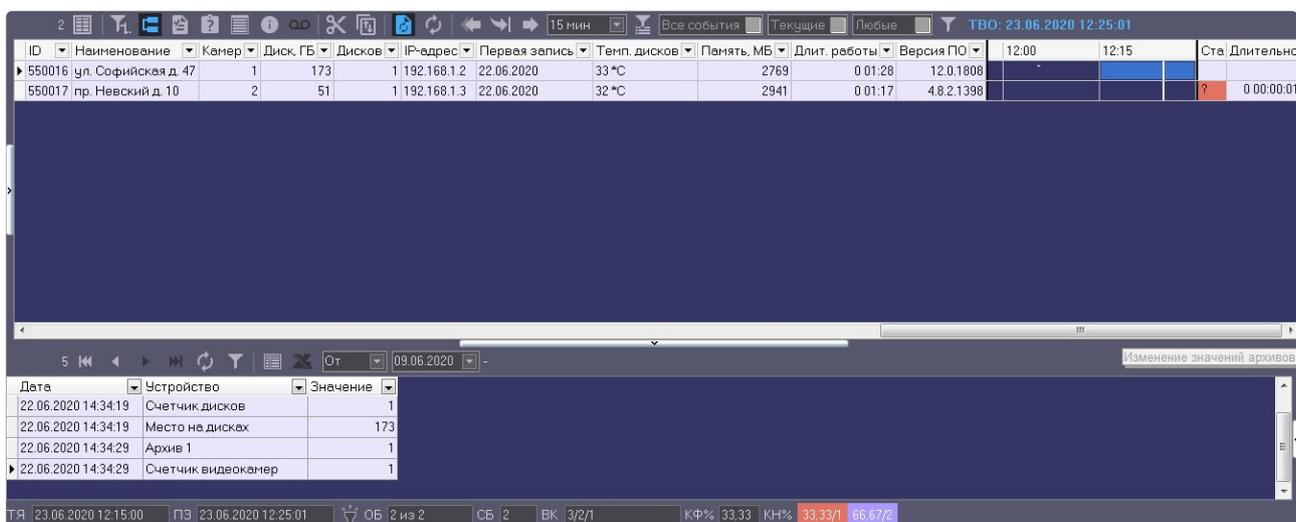 2 15 мин Все события Текущие Любые ТВО: 23.06.2020 12:25:01
ID Наименование Камер Диск, ГБ Дисков IP-адрес Первая запись Темп. дисков Память, МБ Длит. работы Версия ПО 12:00 12:15 Ста Длительно
550016 ул. Софийская д. 47 1 173 1 192.168.1.2 22.06.2020 33 *C 2769 0 01:28 12.0.1808
550017 пр. Невский д. 10 2 51 1 192.168.1.3 22.06.2020 32 *C 2941 0 01:17 4.8.2.1398 ? 0 00:00:01
5 От 09.06.2020 - Изменение значений архивов
Дата Устройство Значение
22.06.2020 14:34:19 Счетчик дисков 1
22.06.2020 14:34:19 Место на дисках 173
22.06.2020 14:34:29 Архив 1 1
22.06.2020 14:34:29 Счетчик видеокамер 1
ТЯ 23.06.2020 12:15:00 ПЗ 23.06.2020 12:25:01 ОБ 2 из 2 СБ 2 ВК 3/2/1 КФ% 33,33 КН% 33,33/1 66,67/2